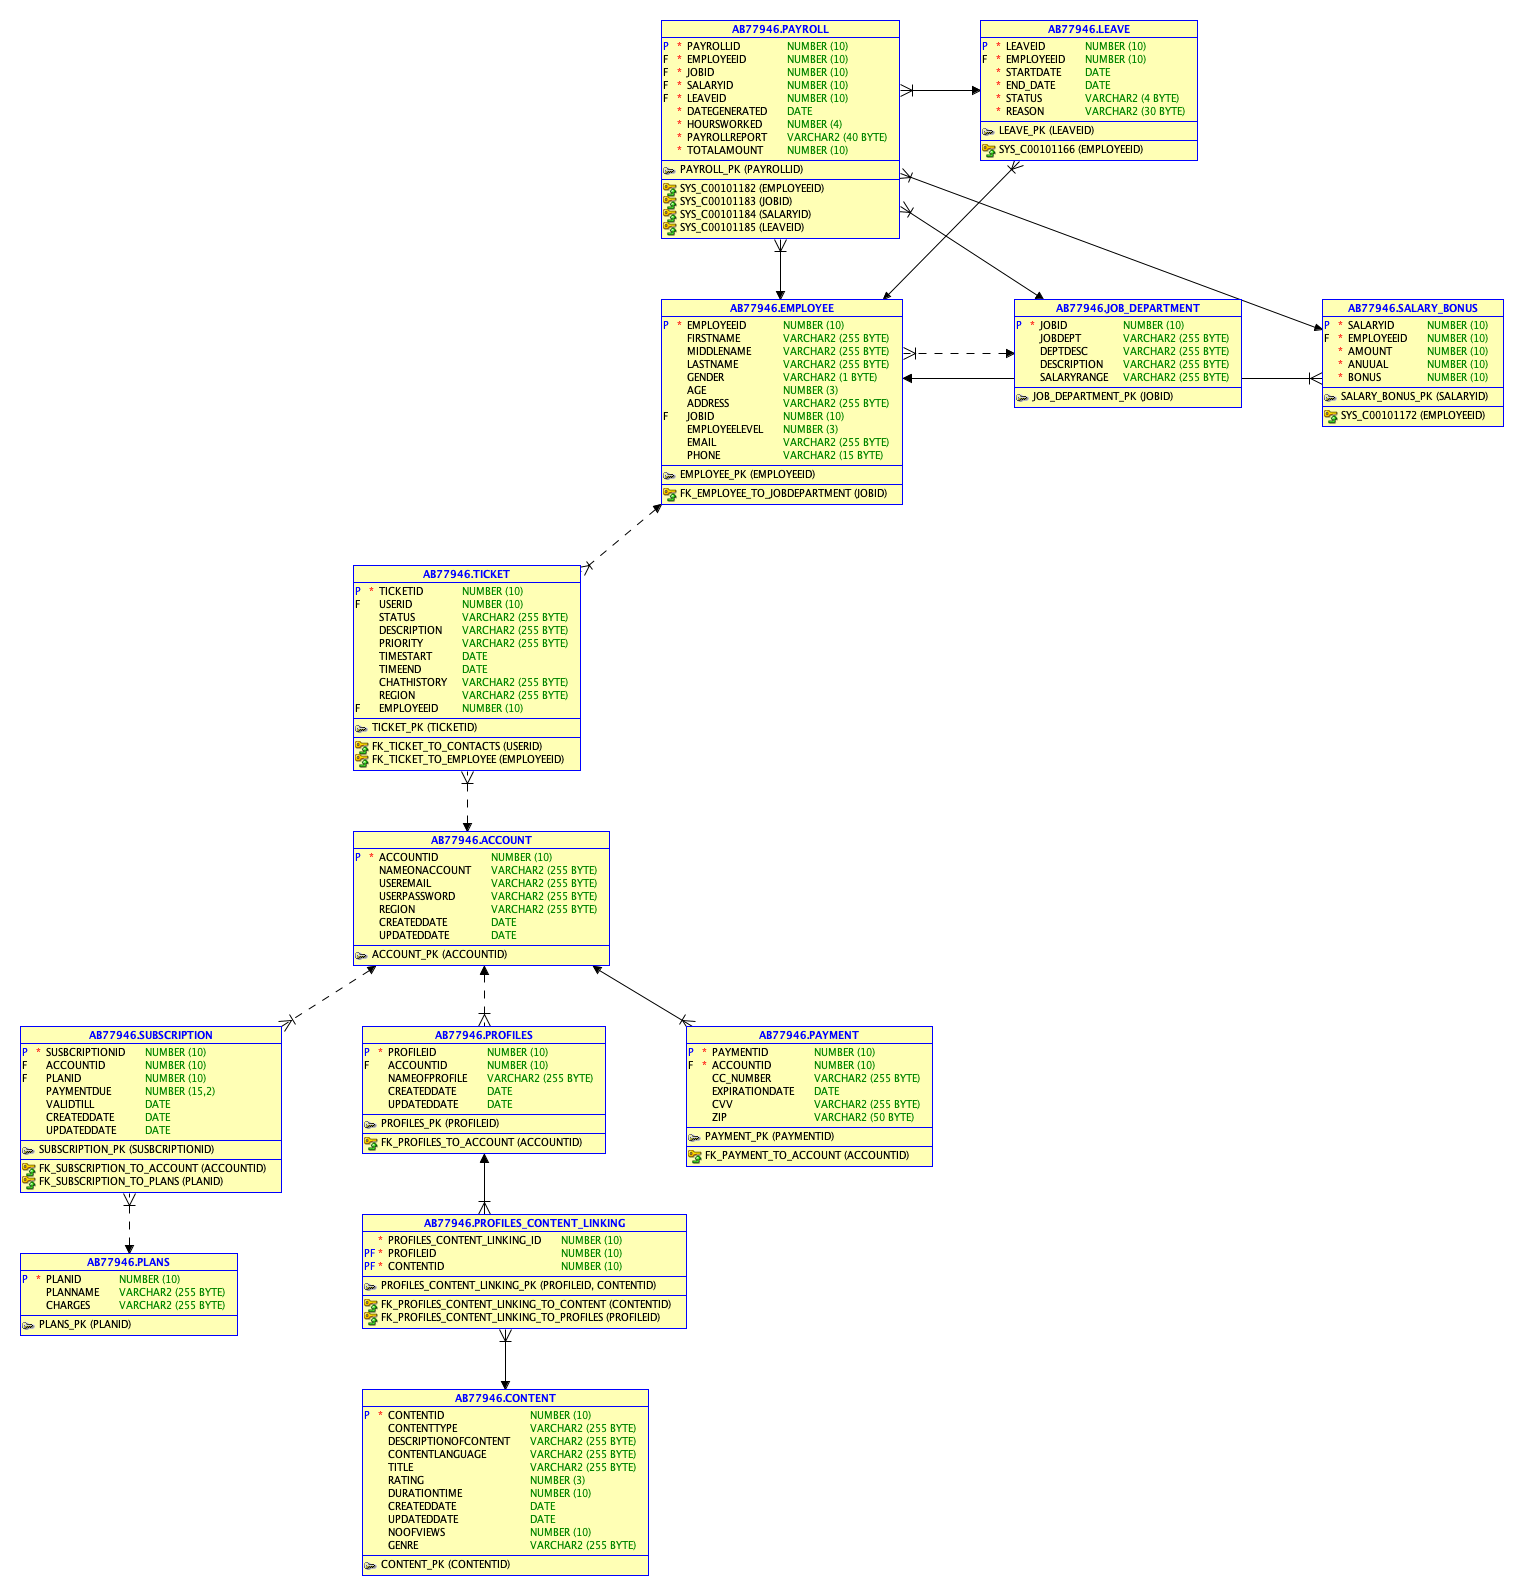 AB77946.PAYROLL
P * PAYROLLID NUMBER (10)
F * EMPLOYEEID NUMBER (10)
F * JOBID NUMBER (10)
F * SALARYID NUMBER (10)
F * LEAVEID NUMBER (10)
* DATEGENERATED DATE
* HOURSWORKED NUMBER (4)
* PAYROLLREPORT VARCHAR2 (40 BYTE)
* TOTALAMOUNT NUMBER (10)
PAYROLL_PK (PAYROLLID)
SYS_C00101182 (EMPLOYEEID)
SYS_C00101183 (JOBID)
SYS_C00101184 (SALARYID)
SYS_C00101185 (LEAVEID)
AB77946.LEAVE
P * LEAVEID NUMBER (10)
F * EMPLOYEEID NUMBER (10)
* STARTDATE DATE
* END_DATE DATE
* STATUS VARCHAR2 (4 BYTE)
* REASON VARCHAR2 (30 BYTE)
LEAVE_PK (LEAVEID)
SYS_C00101166 (EMPLOYEEID)
AB77946.EMPLOYEE
P * EMPLOYEEID NUMBER (10)
FIRSTNAME VARCHAR2 (255 BYTE)
MIDDLENAME VARCHAR2 (255 BYTE)
LASTNAME VARCHAR2 (255 BYTE)
GENDER VARCHAR2 (1 BYTE)
AGE NUMBER (3)
ADDRESS VARCHAR2 (255 BYTE)
F JOBID NUMBER (10)
EMPLOYEELEVEL NUMBER (3)
EMAIL VARCHAR2 (255 BYTE)
PHONE VARCHAR2 (15 BYTE)
EMPLOYEE_PK (EMPLOYEEID)
FK_EMPLOYEE_TO_JOBDEPARTMENT (JOBID)
AB77946.JOB_DEPARTMENT
P * JOBID NUMBER (10)
JOBDEPT VARCHAR2 (255 BYTE)
DEPTDESC VARCHAR2 (255 BYTE)
DESCRIPTION VARCHAR2 (255 BYTE)
SALARYRANGE VARCHAR2 (255 BYTE)
JOB_DEPARTMENT_PK (JOBID)
AB77946.SALARY_BONUS
P * SALARYID NUMBER (10)
F * EMPLOYEEID NUMBER (10)
* AMOUNT NUMBER (10)
* ANUUAL NUMBER (10)
* BONUS NUMBER (10)
SALARY_BONUS_PK (SALARYID)
SYS_C00101172 (EMPLOYEEID)
AB77946.TICKET
P * TICKETID NUMBER (10)
F USERID NUMBER (10)
STATUS VARCHAR2 (255 BYTE)
DESCRIPTION VARCHAR2 (255 BYTE)
PRIORITY VARCHAR2 (255 BYTE)
TIMESTART DATE
TIMEEND DATE
CHATHISTORY VARCHAR2 (255 BYTE)
REGION VARCHAR2 (255 BYTE)
F EMPLOYEEID NUMBER (10)
TICKET_PK (TICKETID)
FK_TICKET_TO_CONTACTS (USERID)
FK_TICKET_TO_EMPLOYEE (EMPLOYEEID)
AB77946.ACCOUNT
P * ACCOUNTID NUMBER (10)
NAMEONACCOUNT VARCHAR2 (255 BYTE)
USEREMAIL VARCHAR2 (255 BYTE)
USERPASSWORD VARCHAR2 (255 BYTE)
REGION VARCHAR2 (255 BYTE)
CREATEDDATE DATE
UPDATEDDATE DATE
ACCOUNT_PK (ACCOUNTID)
AB77946.SUBSCRIPTION
P * SUSBCRIPTIONID NUMBER (10)
F ACCOUNTID NUMBER (10)
F PLANID NUMBER (10)
PAYMENTDUE NUMBER (15,2)
VALIDTILL DATE
CREATEDDATE DATE
UPDATEDDATE DATE
SUBSCRIPTION_PK (SUSBCRIPTIONID)
FK_SUBSCRIPTION_TO_ACCOUNT (ACCOUNTID)
FK_SUBSCRIPTION_TO_PLANS (PLANID)
AB77946.PROFILES
P * PROFILEID NUMBER (10)
F ACCOUNTID NUMBER (10)
NAMEOFPROFILE VARCHAR2 (255 BYTE)
CREATEDDATE DATE
UPDATEDDATE DATE
PROFILES_PK (PROFILEID)
FK_PROFILES_TO_ACCOUNT (ACCOUNTID)
AB77946.PAYMENT
P * PAYMENTID NUMBER (10)
F * ACCOUNTID NUMBER (10)
CC_NUMBER VARCHAR2 (255 BYTE)
EXPIRATIONDATE DATE
CVV VARCHAR2 (255 BYTE)
ZIP VARCHAR2 (50 BYTE)
PAYMENT_PK (PAYMENTID)
FK_PAYMENT_TO_ACCOUNT (ACCOUNTID)
AB77946.PLANS
P * PLANID NUMBER (10)
PLANNAME VARCHAR2 (255 BYTE)
CHARGES VARCHAR2 (255 BYTE)
PLANS_PK (PLANID)
AB77946.PROFILES_CONTENT_LINKING
* PROFILES_CONTENT_LINKING_ID NUMBER (10)
PF * PROFILEID NUMBER (10)
PF * CONTENTID NUMBER (10)
PROFILES_CONTENT_LINKING_PK (PROFILEID, CONTENTID)
FK_PROFILES_CONTENT_LINKING_TO_CONTENT (CONTENTID)
FK_PROFILES_CONTENT_LINKING_TO_PROFILES (PROFILEID)
AB77946.CONTENT
P * CONTENTID NUMBER (10)
CONTENTTYPE VARCHAR2 (255 BYTE)
DESCRIPTIONOFCONTENT VARCHAR2 (255 BYTE)
CONTENTLANGUAGE VARCHAR2 (255 BYTE)
TITLE VARCHAR2 (255 BYTE)
RATING NUMBER (3)
DURATIONTIME NUMBER (10)
CREATEDDATE DATE
UPDATEDDATE DATE
NOOFVIEWS NUMBER (10)
GENRE VARCHAR2 (255 BYTE)
CONTENT_PK (CONTENTID)